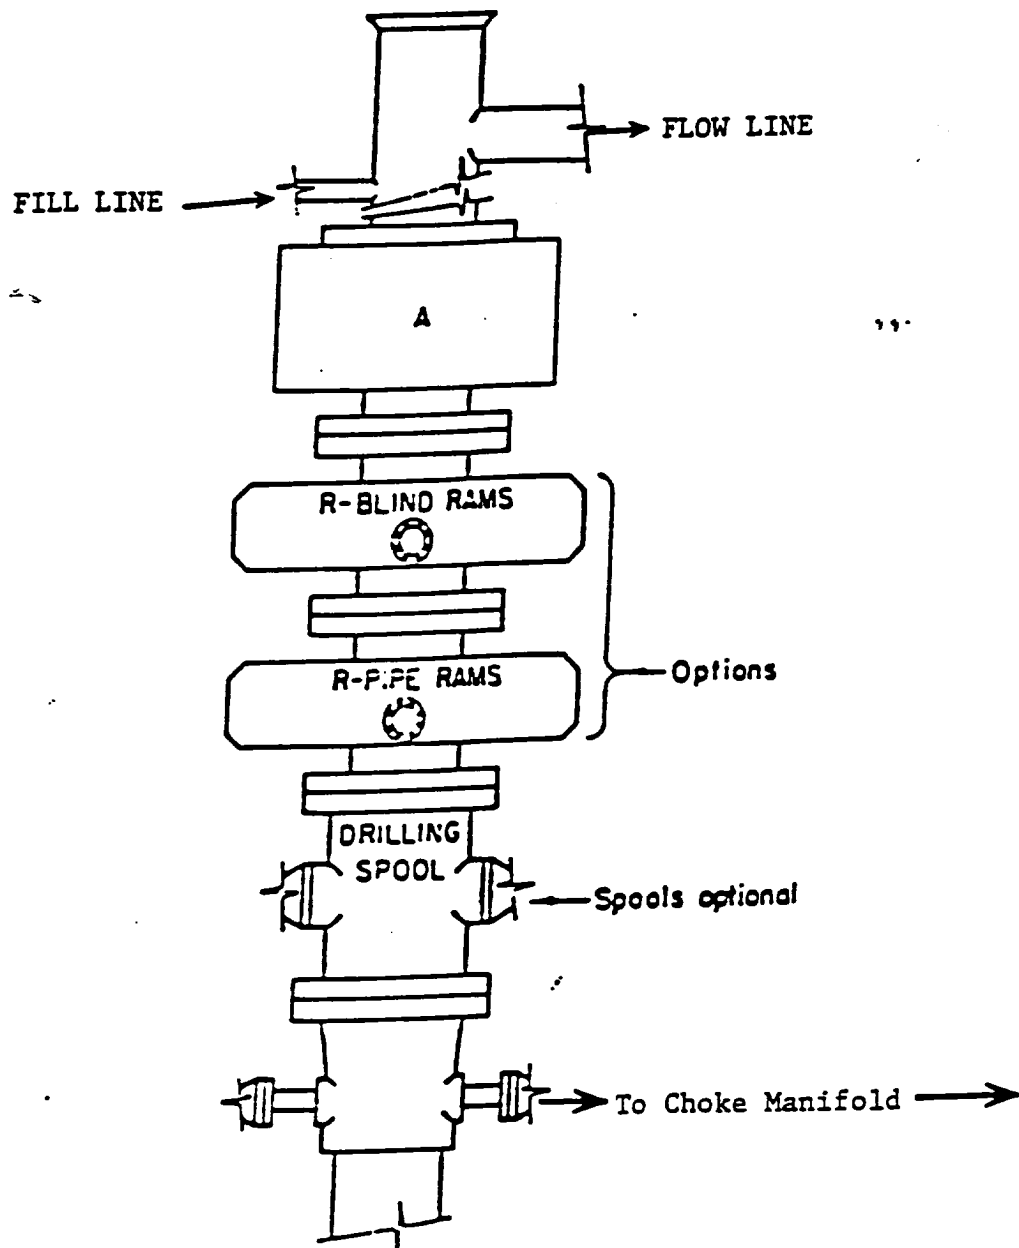 FLOW LINE
FILL LINE
A
R-BLIND RAMS
R-PIPE RAMS
Options
DRILLING
SPOOL
Spools optional
To Choke Manifold